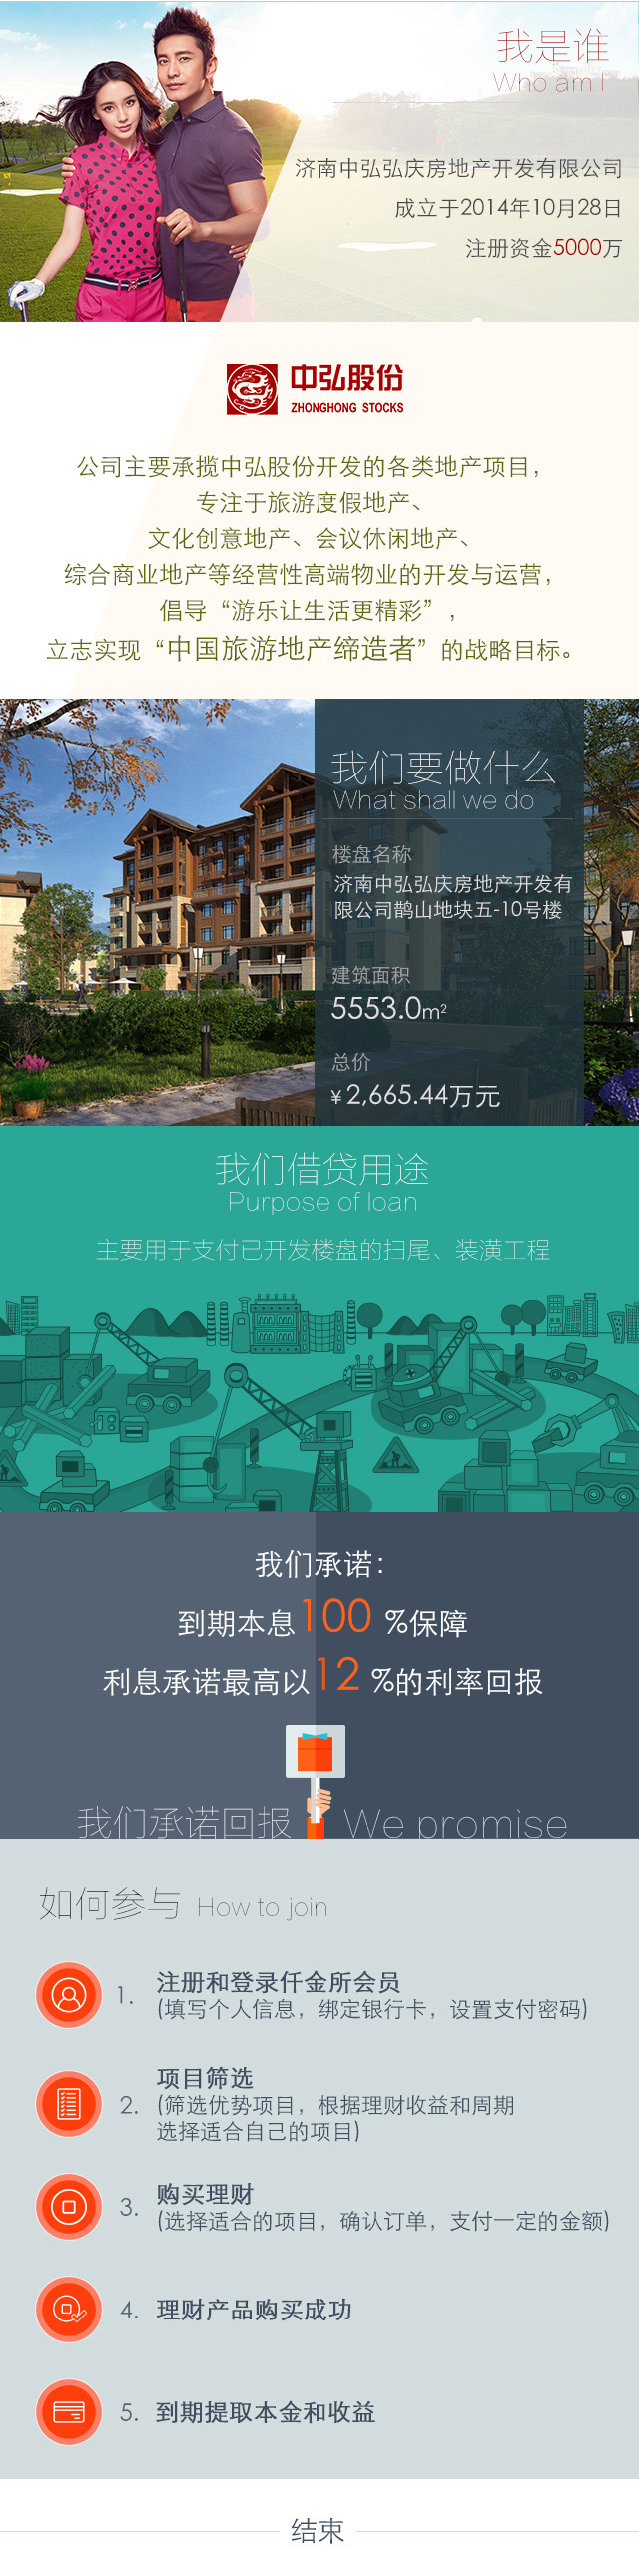 我是谁
Who am I
济南中弘弘庆房地产开发有限公司
成立于2014年10月28日
注册资金5000万
中弘股份
ZHONGHONG STOCKS
公司主要承揽中弘股份开发的各类地产项目，
专注于旅游度假地产、
文化创意地产、会议休闲地产、
综合商业地产等经营性高端物业的开发与运营，
倡导“游乐让生活更精彩”，
立志实现“中国旅游地产缔造者”的战略目标。
我们要做什么
What shall we do
楼盘名称
济南中弘弘庆房地产开发有
限公司鹊山地块五-10号楼
建筑面积
5553.0m²
总价
¥ 2,665.44万元
我们借贷用途
Purpose of loan
主要用于支付已开发楼盘的扫尾、装潢工程
我们承诺：
到期本息100 %保障
利息承诺最高以12 %的利率回报
我们承诺回报 We promise
如何参与 How to join
1. 注册和登录仟金所会员
(填写个人信息，绑定银行卡，设置支付密码)
项目筛选
2. (筛选优势项目，根据理财收益和周期
选择适合自己的项目)
3. 购买理财
(选择适合的项目，确认订单，支付一定的金额)
4. 理财产品购买成功
5. 到期提取本金和收益
结束